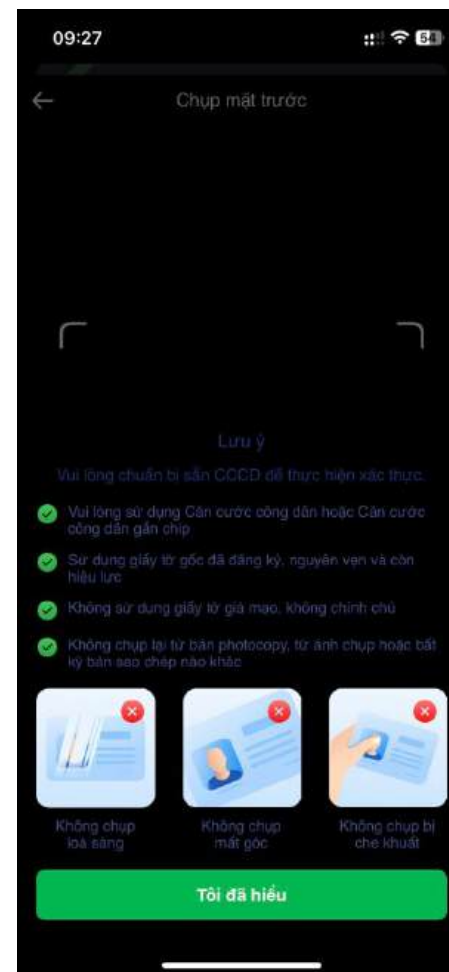 09:27
54
Chụp mặt trước
Lưu ý
Vui lòng chuẩn bị sẵn CCCD để thực hiện xác thực.
Vui lòng sử dụng Căn cước công dân hoặc Căn cước
công dân gắn chip
Sử dụng giấy tờ gốc đã đăng ký, nguyên vẹn và còn
hiệu lực
Không sử dụng giấy tờ giả mạo, không chính chủ
Không chụp lại từ bản photocopy, từ ảnh chụp hoặc bất
kỳ bản sao chép nào khác
Không chụp
loá sáng
Không chụp
mất góc
Không chụp bị
che khuất
Tôi đã hiểu